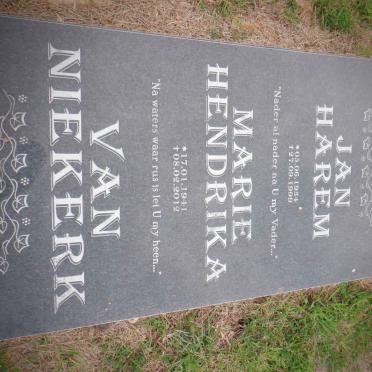 JAN
HAREM
*03.06.1934
†27.09.1999
"Nader al nader na U my Vader..."
MARIE
HENDRIKA
*17.01.1941
†08.02.2012
"Na waters waar rus is lei U my heen..."
VAN
NIEKERK